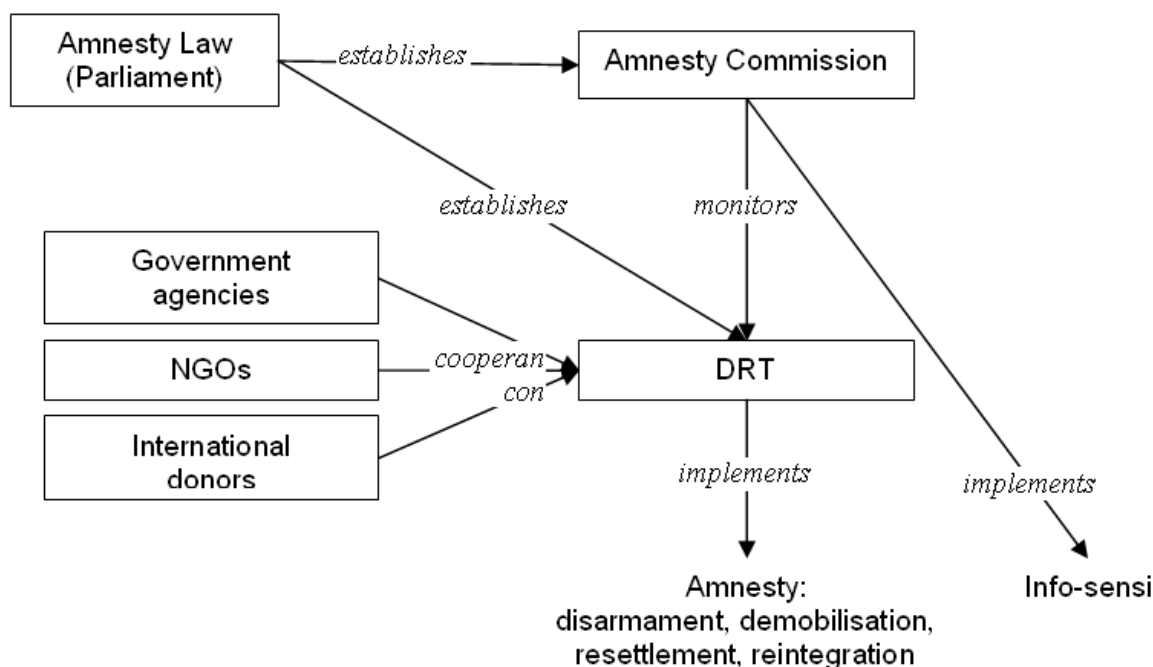 Amnesty Law
(Parliament)
establishes
Amnesty Commission
establishes
monitors
Government
agencies
NGOs
cooperan
con
DRT
International
donors
implements
implements
Amnesty:
disarmament, demobilisation,
resettlement, reintegration
Info-sensi